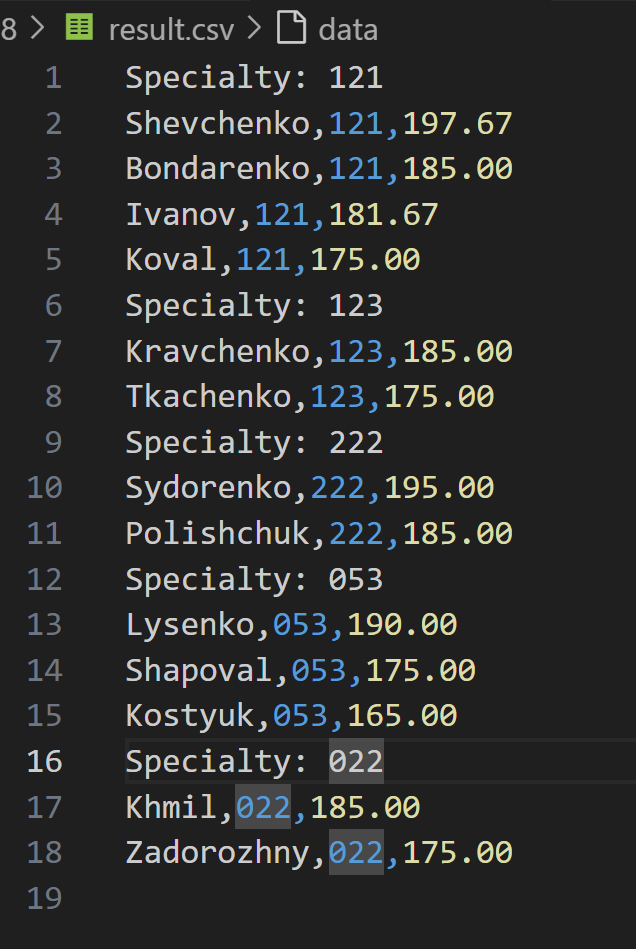 8 > result.csv > data
1 Specialty: 121
2 Shevchenko,121,197.67
3 Bondarenko,121,185.00
4 Ivanov,121,181.67
5 Koval,121,175.00
6 Specialty: 123
7 Kravchenko,123,185.00
8 Tkachenko,123,175.00
9 Specialty: 222
10 Sydorenko,222,195.00
11 Polishchuk,222,185.00
12 Specialty: 053
13 Lysenko,053,190.00
14 Shapoval,053,175.00
15 Kostyuk,053,165.00
16 Specialty: 022
17 Khmil,022,185.00
18 Zadorozhny,022,175.00
19